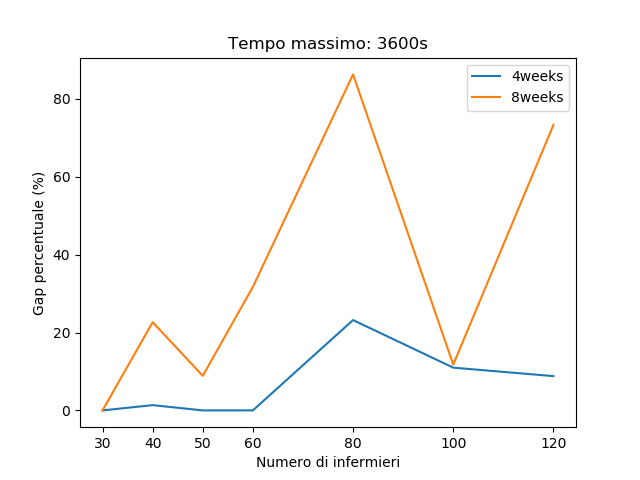 Tempo massimo: 3600s
4weeks
8weeks
80
60
40
20
0
Gap percentuale (%)
30 40 50 60 80 100 120
Numero di infermieri